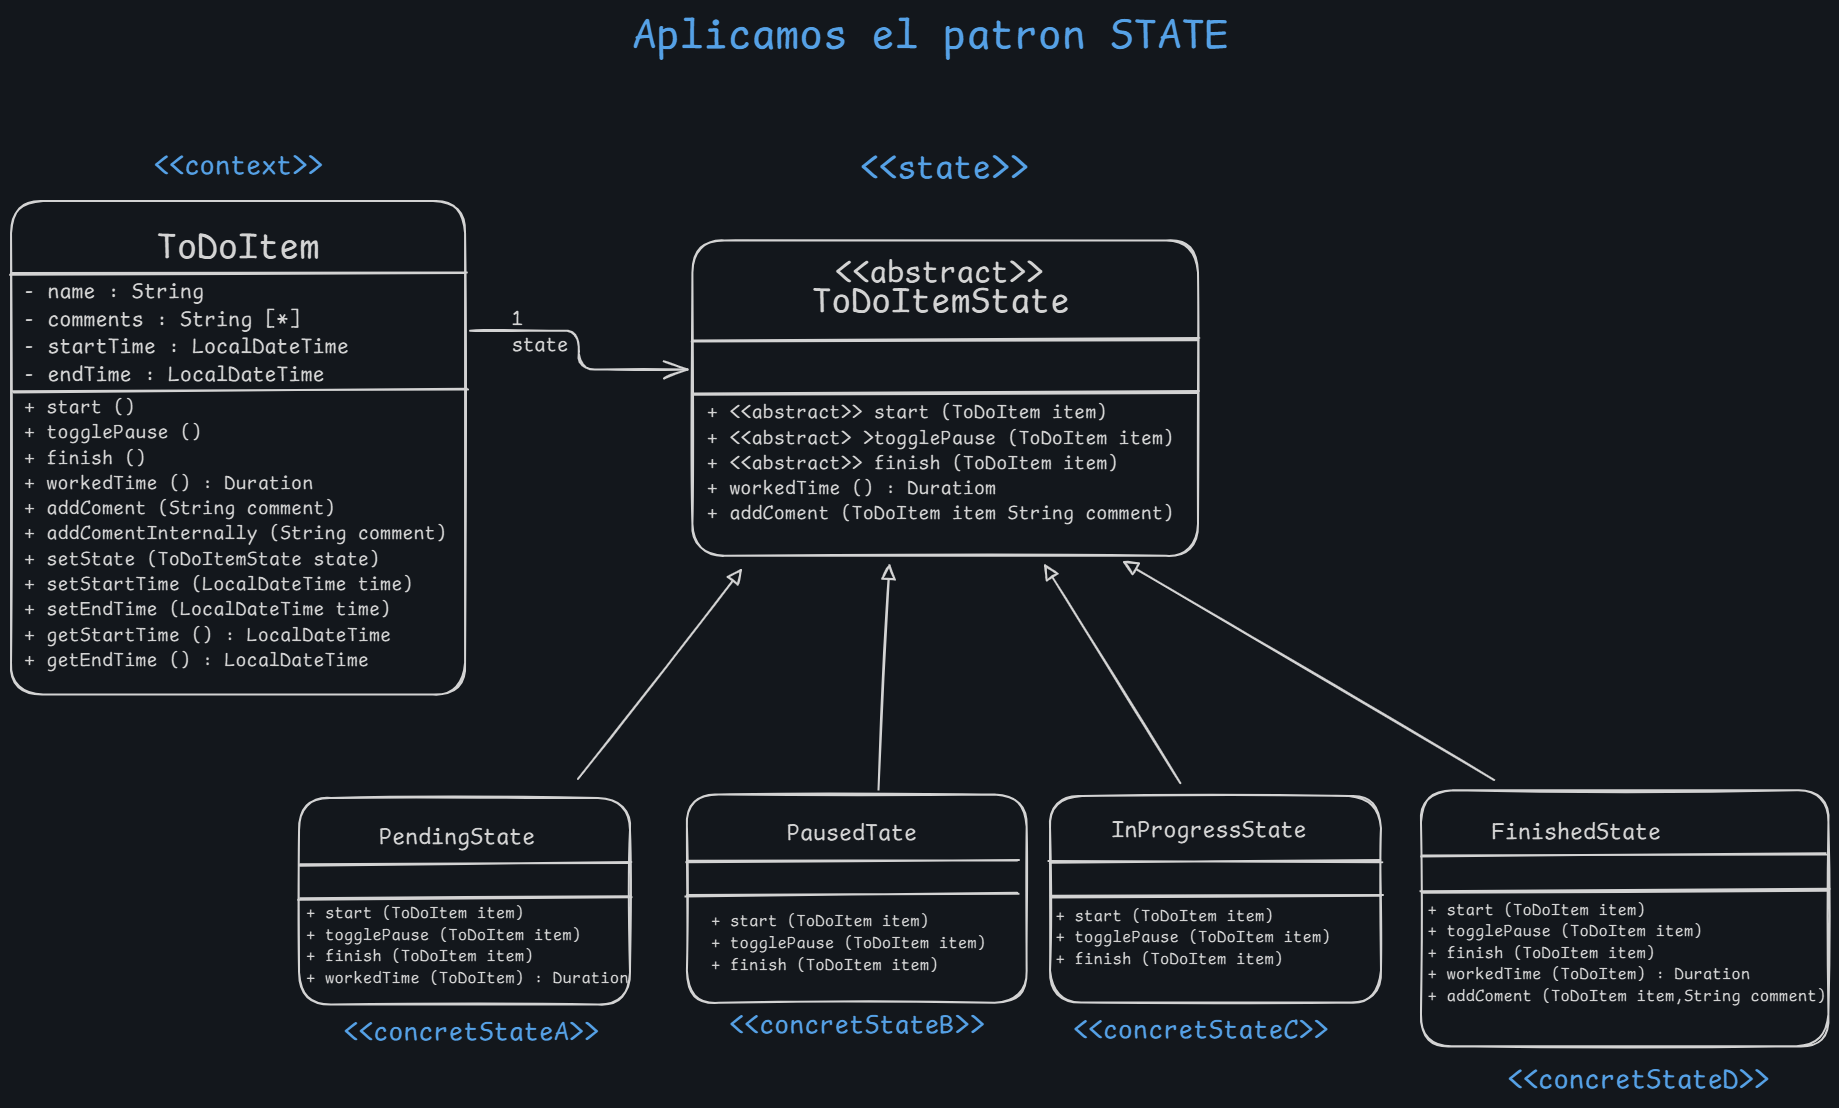 Aplicamos el patron STATE
<<context>>
ToDoItem
- name : String
- comments : String [*]
- startTime : LocalDateTime
- endTime : LocalDateTime
+ start ()
+ togglePause ()
+ finish ()
+ workedTime () : Duration
+ addComent (String comment)
+ addComentInternally (String comment)
+ setState (ToDoItemState state)
+ setStartTime (LocalDateTime time)
+ setEndTime (LocalDateTime time)
+ getStartTime () : LocalDateTime
+ getEndTime () : LocalDateTime
1
state
<<state>>
<<abstract>>
ToDoItemState
+ <<abstract>> start (ToDoItem item)
+ <<abstract> >togglePause (ToDoItem item)
+ <<abstract>> finish (ToDoItem item)
+ workedTime () : Duratiom
+ addComent (ToDoItem item String comment)
PendingState
+ start (ToDoItem item)
+ togglePause (ToDoItem item)
+ finish (ToDoItem item)
+ workedTime (ToDoItem) : Duration
<<concretStateA>>
PausedTate
+ start (ToDoItem item)
+ togglePause (ToDoItem item)
+ finish (ToDoItem item)
<<concretStateB>>
InProgressState
+ start (ToDoItem item)
+ togglePause (ToDoItem item)
+ finish (ToDoItem item)
<<concretStateC>>
FinishedState
+ start (ToDoItem item)
+ togglePause (ToDoItem item)
+ finish (ToDoItem item)
+ workedTime (ToDoItem) : Duration
+ addComent (ToDoItem item,String comment)
<<concretStateD>>